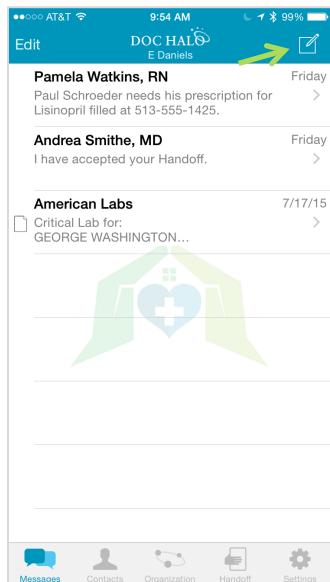 AT&T 9:54 AM 99%
Edit DOC HALO
E Daniels
Pamela Watkins, RN Friday
Paul Schroeder needs his prescription for
Lisinopril filled at 513-555-1425.
Andrea Smithe, MD Friday
I have accepted your Handoff.
American Labs 7/17/15
Critical Lab for:
GEORGE WASHINGTON...
Messages Contacts Organization Handoff Settings